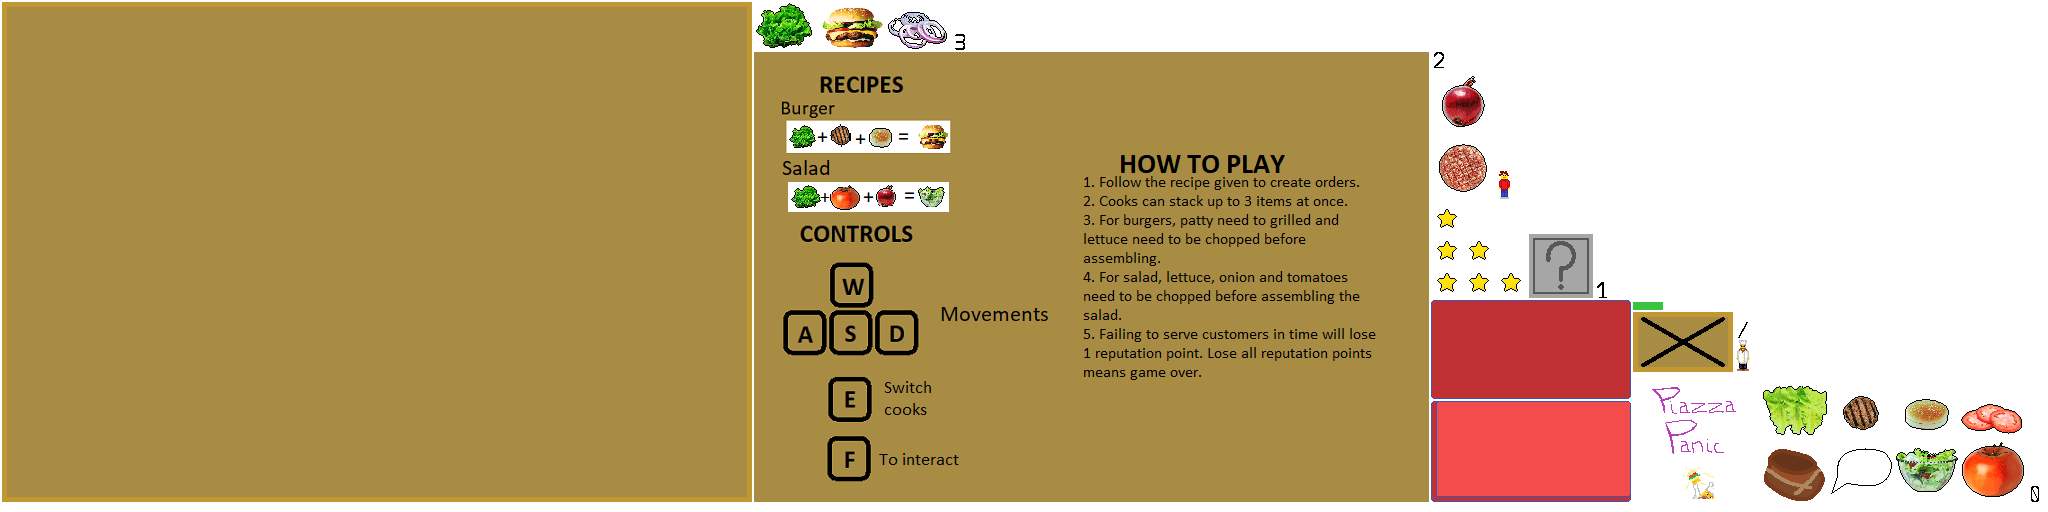 3
2
RECIPES
Burger
+ + =
Salad
+ + =
CONTROLS
W
A S D
Movements
E
Switch
cooks
F
To interact
HOW TO PLAY
1. Follow the recipe given to create orders.
2. Cooks can stack up to 3 items at once.
3. For burgers, patty need to grilled and
lettuce need to be chopped before
assembling.
4. For salad, lettuce, onion and tomatoes
need to be chopped before assembling the
salad.
5. Failing to serve customers in time will lose
1 reputation point. Lose all reputation points
means game over.
?
1
Piazza
Panic
0